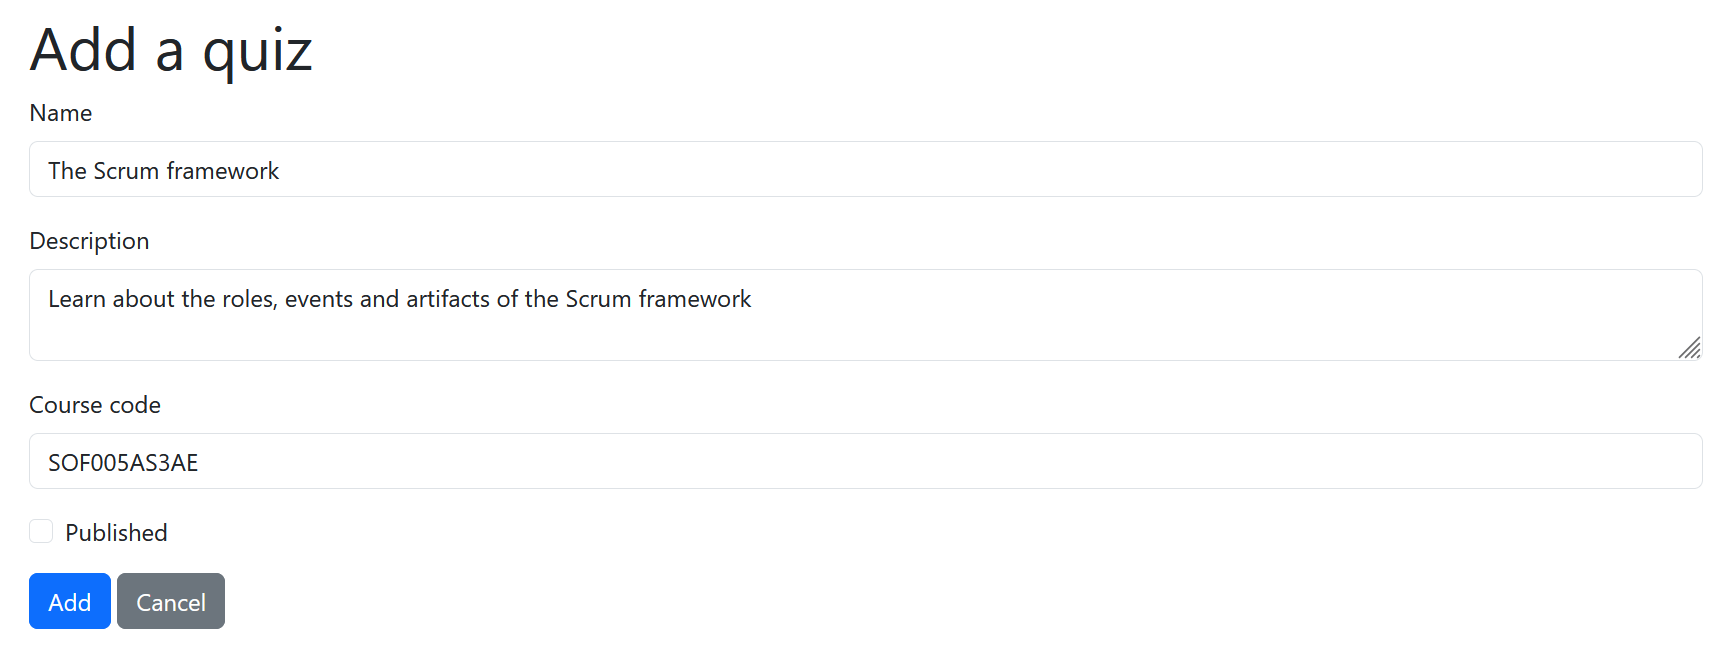 Add a quiz
Name
The Scrum framework
Description
Learn about the roles, events and artifacts of the Scrum framework
Course code
SOF005AS3AE
Published
Add Cancel